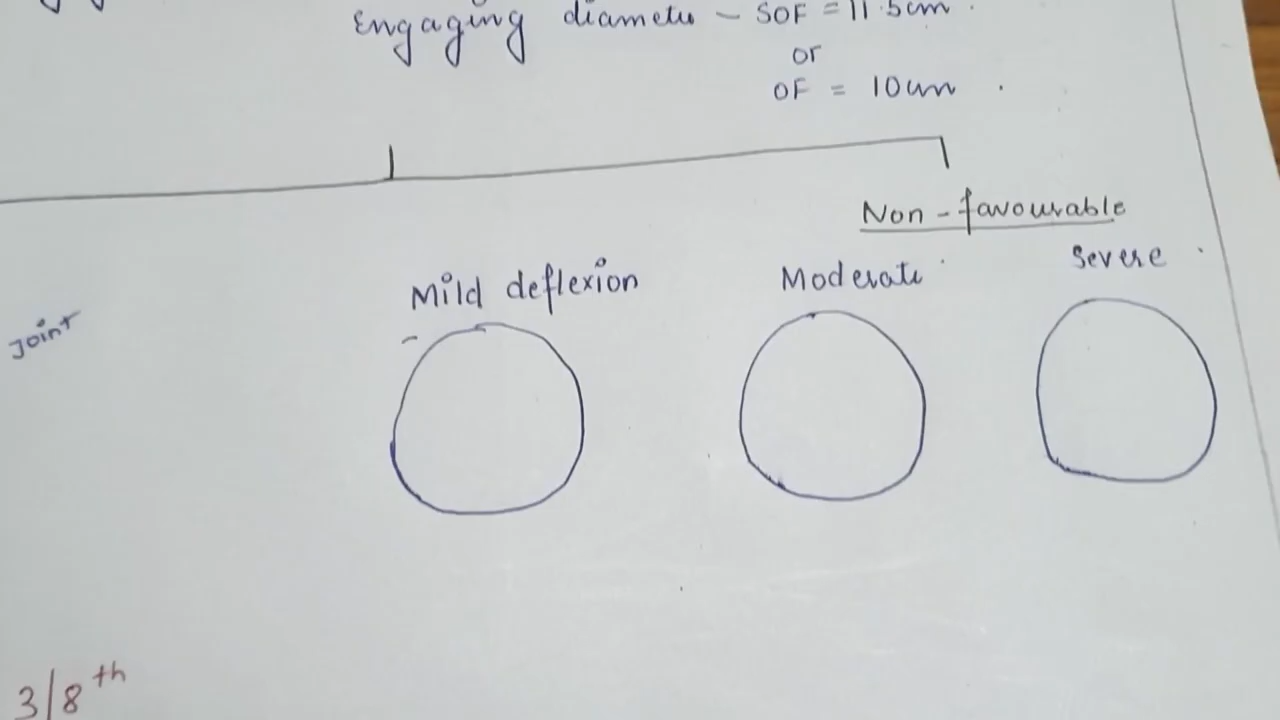 Engaging diameter - SOF = 11.5cm.
or
OF = 10cm.
Non-favourable
Mild deflexion
Moderate
Severe
Joint
3/8th